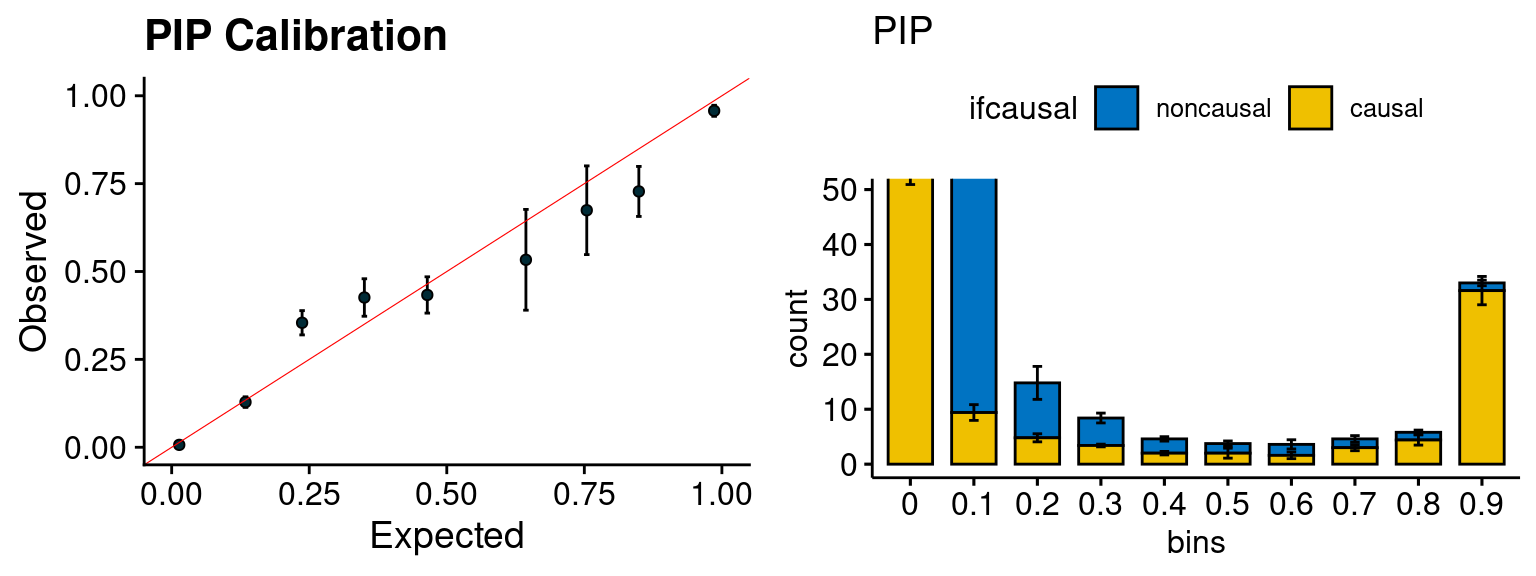 PIP Calibration
1.00
0.75
0.50
0.25
0.00
Observed
0.00 0.25 0.50 0.75 1.00
Expected
PIP
ifcausal noncausal causal
50
40
30
20
10
0
count
0 0.1 0.2 0.3 0.4 0.5 0.6 0.7 0.8 0.9
bins